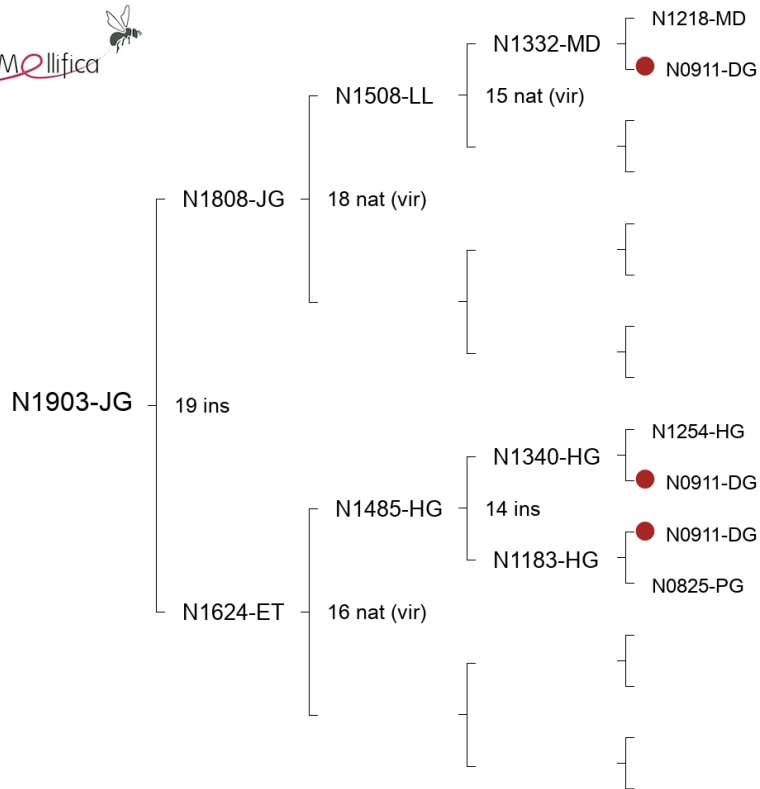 N1218-MD
N1332-MD
Mellifica
N0911-DG
N1508-LL
15 nat (vir)
N1808-JG
18 nat (vir)
N1903-JG
19 ins
N1254-HG
N1340-HG
N0911-DG
N1485-HG
14 ins
N0911-DG
N1183-HG
N0825-PG
N1624-ET
16 nat (vir)